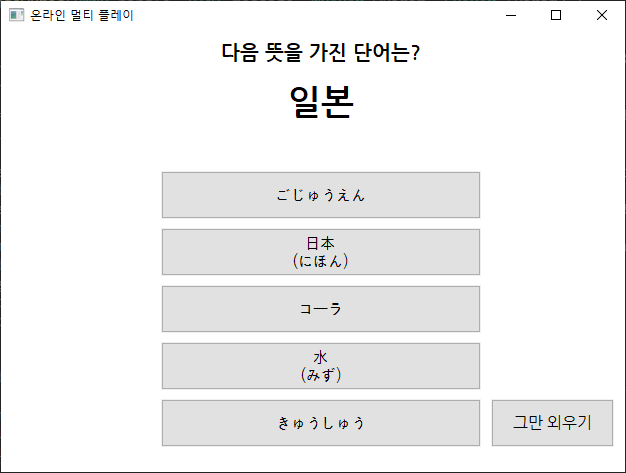 온라인 멀티 플레이
다음 뜻을 가진 단어는?
일본
ごじゅうえん
日本
(にほん)
コーラ
水
(みず)
きゅうしゅう
그만 외우기